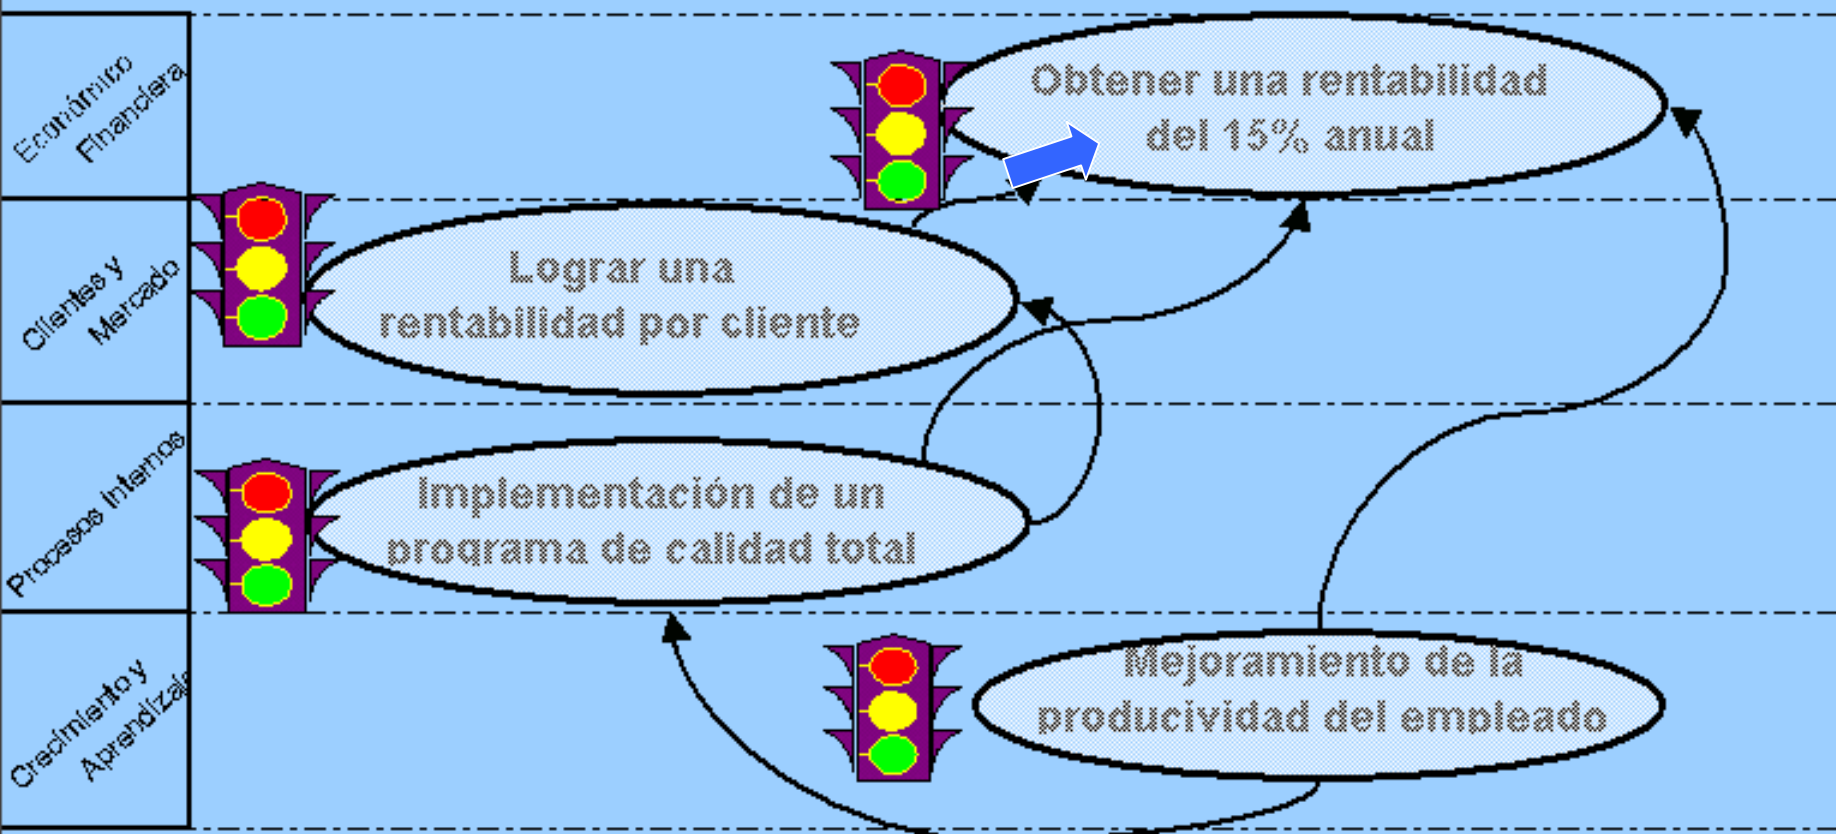 Económico
Financiera
Obtener una rentabilidad
del 15% anual
Clientes y
Mercado
Lograr una
rentabilidad por cliente
Procesos Internos
Implementación de un
programa de calidad total
Crecimiento y
Aprendizaje
Mejoramiento de la
producividad del empleado